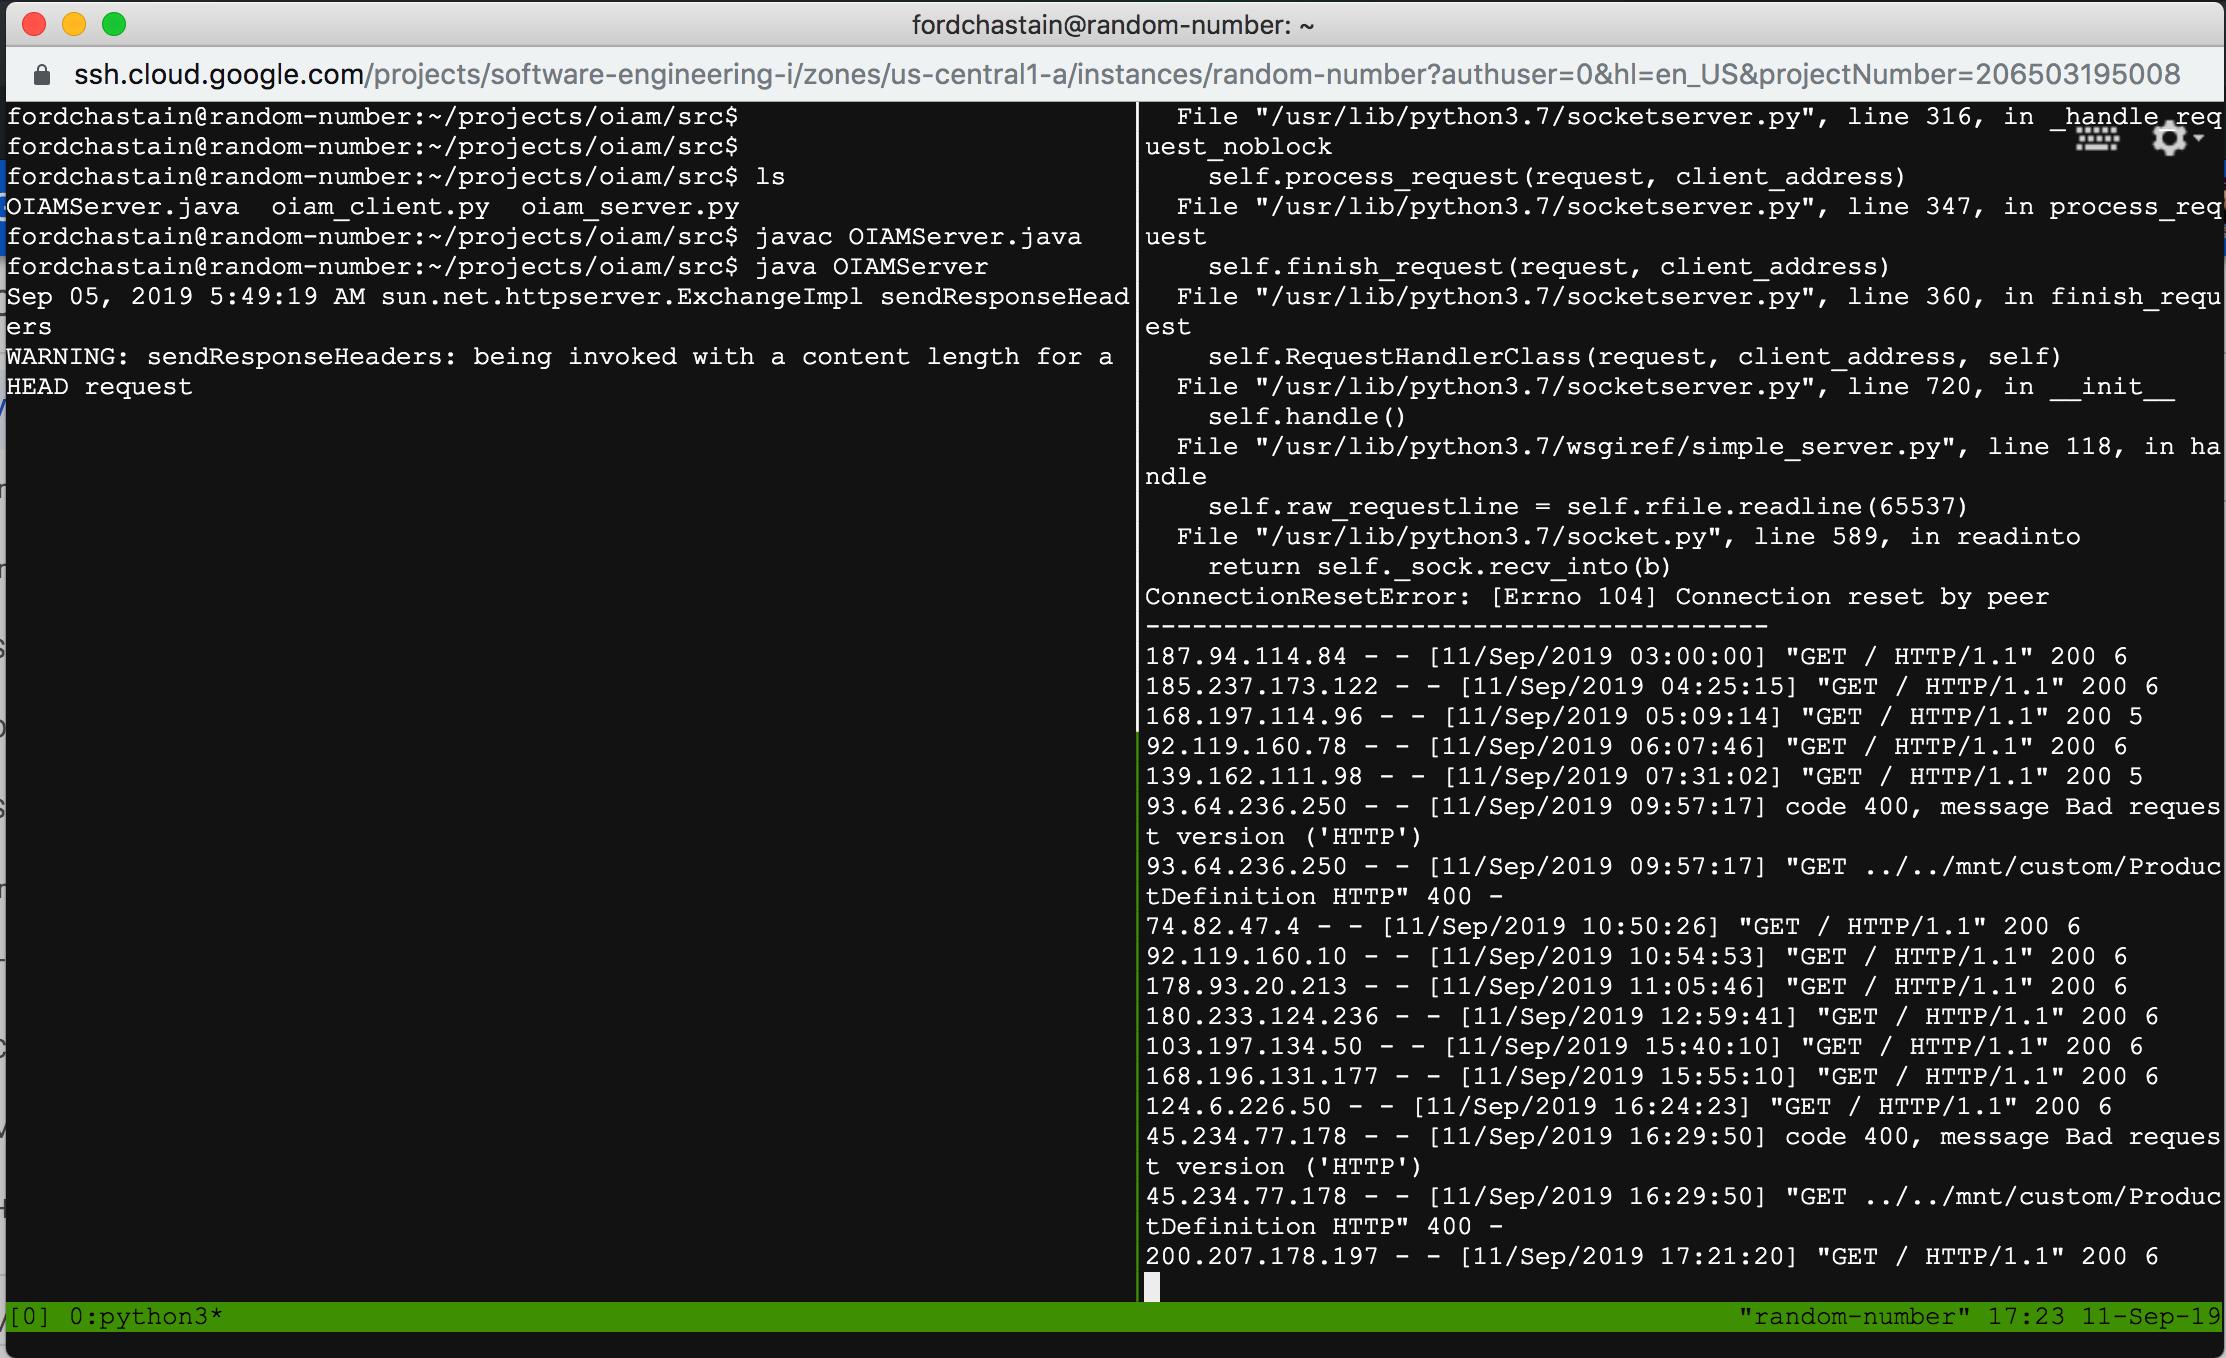 fordchastain@random-number: ~
ssh.cloud.google.com/projects/software-engineering-i/zones/us-central1-a/instances/random-number?authuser=0&hl=en_US&projectNumber=206503195008
fordchastain@random-number:~/projects/oiam/src$
fordchastain@random-number:~/projects/oiam/src$
fordchastain@random-number:~/projects/oiam/src$ ls
OIAMServer.java  oiam_client.py  oiam_server.py
fordchastain@random-number:~/projects/oiam/src$ javac OIAMServer.java
fordchastain@random-number:~/projects/oiam/src$ java OIAMServer
Sep 05, 2019 5:49:19 AM sun.net.httpserver.ExchangeImpl sendResponseHead
ers
WARNING: sendResponseHeaders: being invoked with a content length for a
HEAD request
  File "/usr/lib/python3.7/socketserver.py", line 316, in _handle_req
uest_noblock
    self.process_request(request, client_address)
  File "/usr/lib/python3.7/socketserver.py", line 347, in process_req
uest
    self.finish_request(request, client_address)
  File "/usr/lib/python3.7/socketserver.py", line 360, in finish_requ
est
    self.RequestHandlerClass(request, client_address, self)
  File "/usr/lib/python3.7/socketserver.py", line 720, in __init__
    self.handle()
  File "/usr/lib/python3.7/wsgiref/simple_server.py", line 118, in ha
ndle
    self.raw_requestline = self.rfile.readline(65537)
  File "/usr/lib/python3.7/socket.py", line 589, in readinto
    return self._sock.recv_into(b)
ConnectionResetError: [Errno 104] Connection reset by peer
----------------------------------------
187.94.114.84 - - [11/Sep/2019 03:00:00] "GET / HTTP/1.1" 200 6
185.237.173.122 - - [11/Sep/2019 04:25:15] "GET / HTTP/1.1" 200 6
168.197.114.96 - - [11/Sep/2019 05:09:14] "GET / HTTP/1.1" 200 5
92.119.160.78 - - [11/Sep/2019 06:07:46] "GET / HTTP/1.1" 200 6
139.162.111.98 - - [11/Sep/2019 07:31:02] "GET / HTTP/1.1" 200 5
93.64.236.250 - - [11/Sep/2019 09:57:17] code 400, message Bad reques
t version ('HTTP')
93.64.236.250 - - [11/Sep/2019 09:57:17] "GET ../../mnt/custom/Produc
tDefinition HTTP" 400 -
74.82.47.4 - - [11/Sep/2019 10:50:26] "GET / HTTP/1.1" 200 6
92.119.160.10 - - [11/Sep/2019 10:54:53] "GET / HTTP/1.1" 200 6
178.93.20.213 - - [11/Sep/2019 11:05:46] "GET / HTTP/1.1" 200 6
180.233.124.236 - - [11/Sep/2019 12:59:41] "GET / HTTP/1.1" 200 6
103.197.134.50 - - [11/Sep/2019 15:40:10] "GET / HTTP/1.1" 200 6
168.196.131.177 - - [11/Sep/2019 15:55:10] "GET / HTTP/1.1" 200 6
124.6.226.50 - - [11/Sep/2019 16:24:23] "GET / HTTP/1.1" 200 6
45.234.77.178 - - [11/Sep/2019 16:29:50] code 400, message Bad reques
t version ('HTTP')
45.234.77.178 - - [11/Sep/2019 16:29:50] "GET ../../mnt/custom/Produc
tDefinition HTTP" 400 -
200.207.178.197 - - [11/Sep/2019 17:21:20] "GET / HTTP/1.1" 200 6
[0] 0:python3*
"random-number" 17:23 11-Sep-19